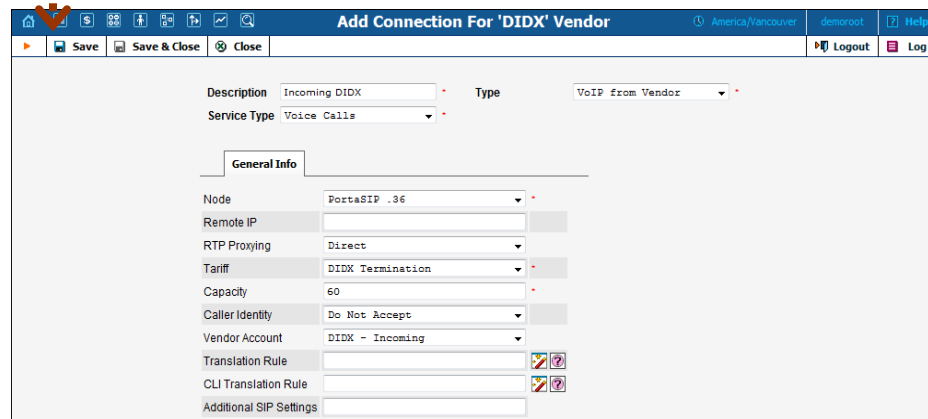 $ Add Connection For 'DIDX' Vendor America/Vancouver demoroot ? Help
Save Save & Close Close Logout Log
Description Incoming DIDX * Type VoIP from Vendor *
Service Type Voice Calls *
General Info
Node PortaSIP .36 *
Remote IP
RTP Proxying Direct
Tariff DIDX Termination *
Capacity 60 *
Caller Identity Do Not Accept
Vendor Account DIDX - Incoming
Translation Rule ?
CLI Translation Rule ?
Additional SIP Settings